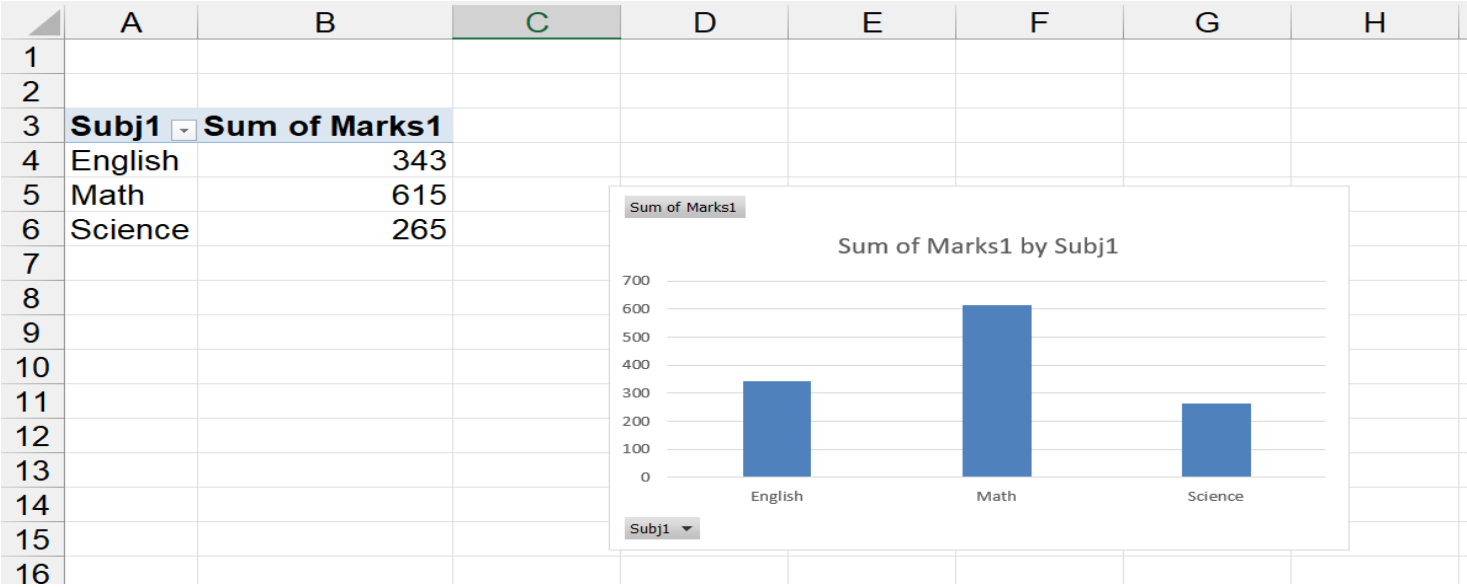 A B C D E F G H
1
2
3 Subj1 Sum of Marks1
4 English 343
5 Math 615
6 Science 265
7
8
9
10
11
12
13
14
15
16
Sum of Marks1
Sum of Marks1 by Subj1
700
600
500
400
300
200
100
0
English Math Science
Subj1